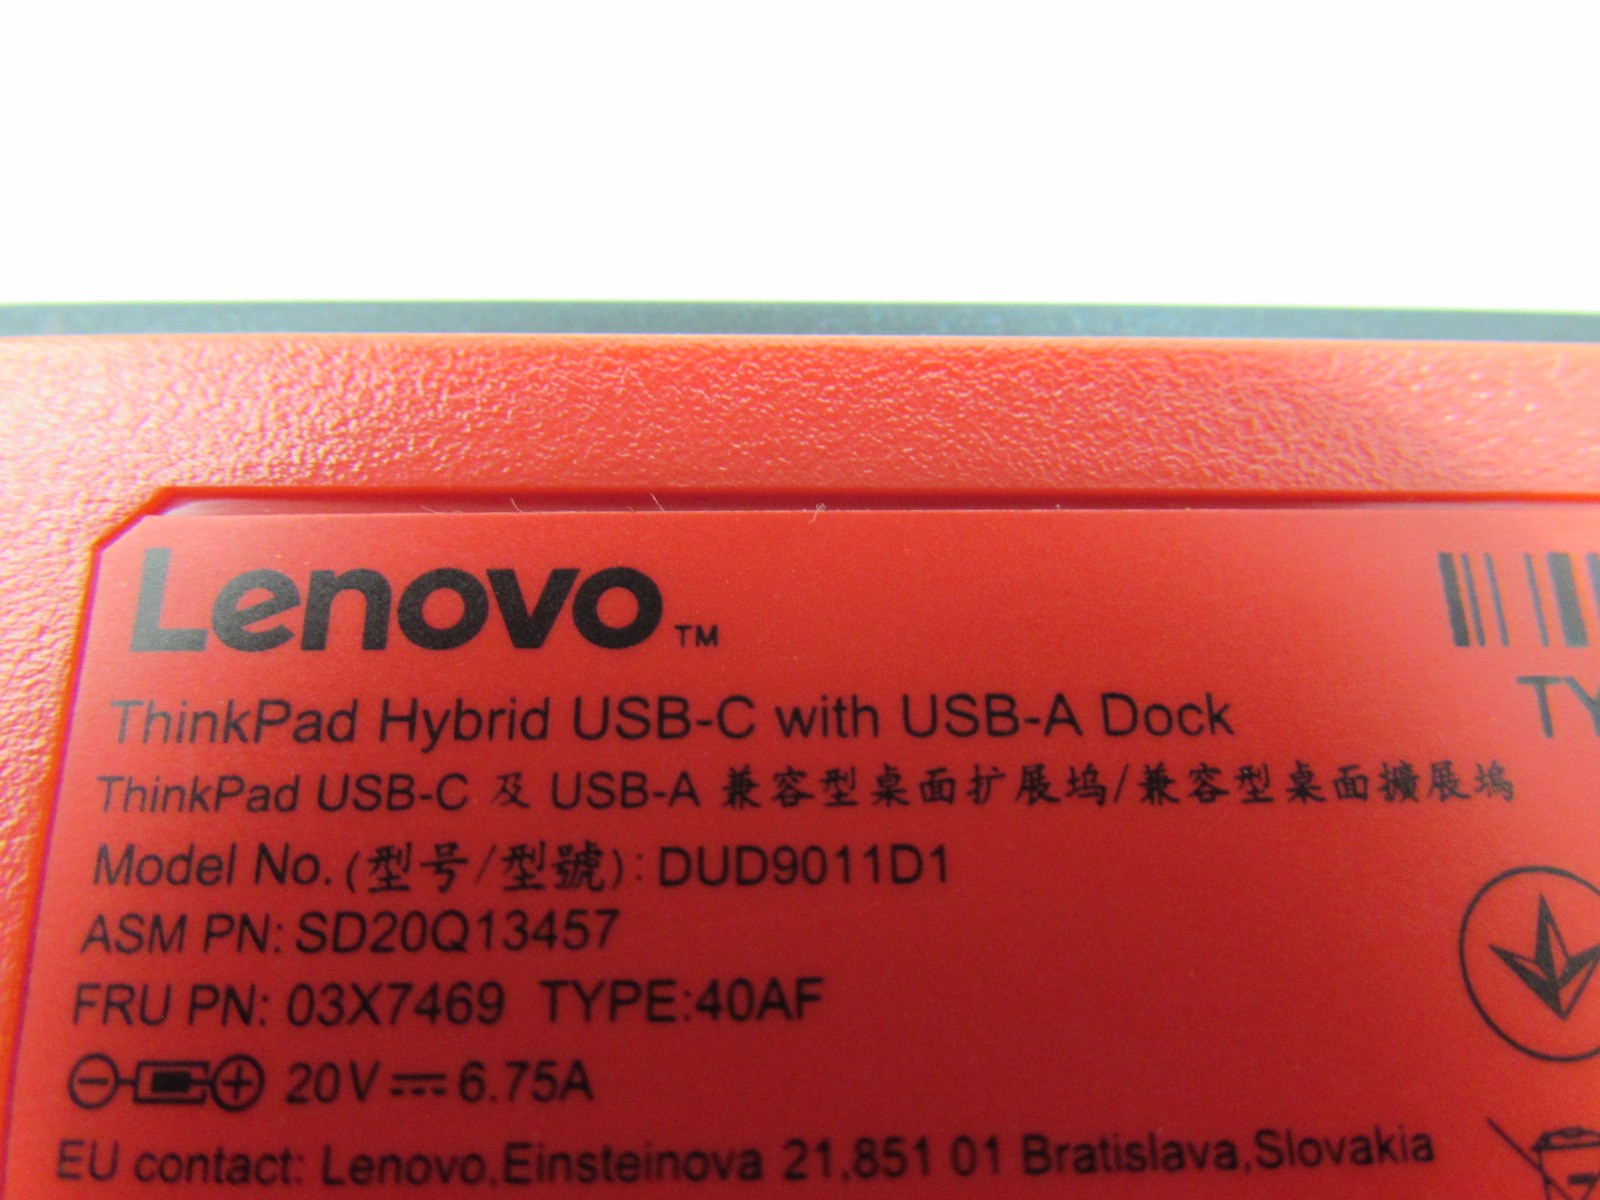 Lenovo™
TY
ThinkPad Hybrid USB-C with USB-A Dock
ThinkPad USB-C 及 USB-A 兼容型桌面扩展坞/兼容型桌面擴展塢
Model No.(型号/型號): DUD9011D1
ASM PN: SD20Q13457
FRU PN: 03X7469 TYPE:40AF
20V 6.75A
EU contact: Lenovo,Einsteinova 21,851 01 Bratislava,Slovakia